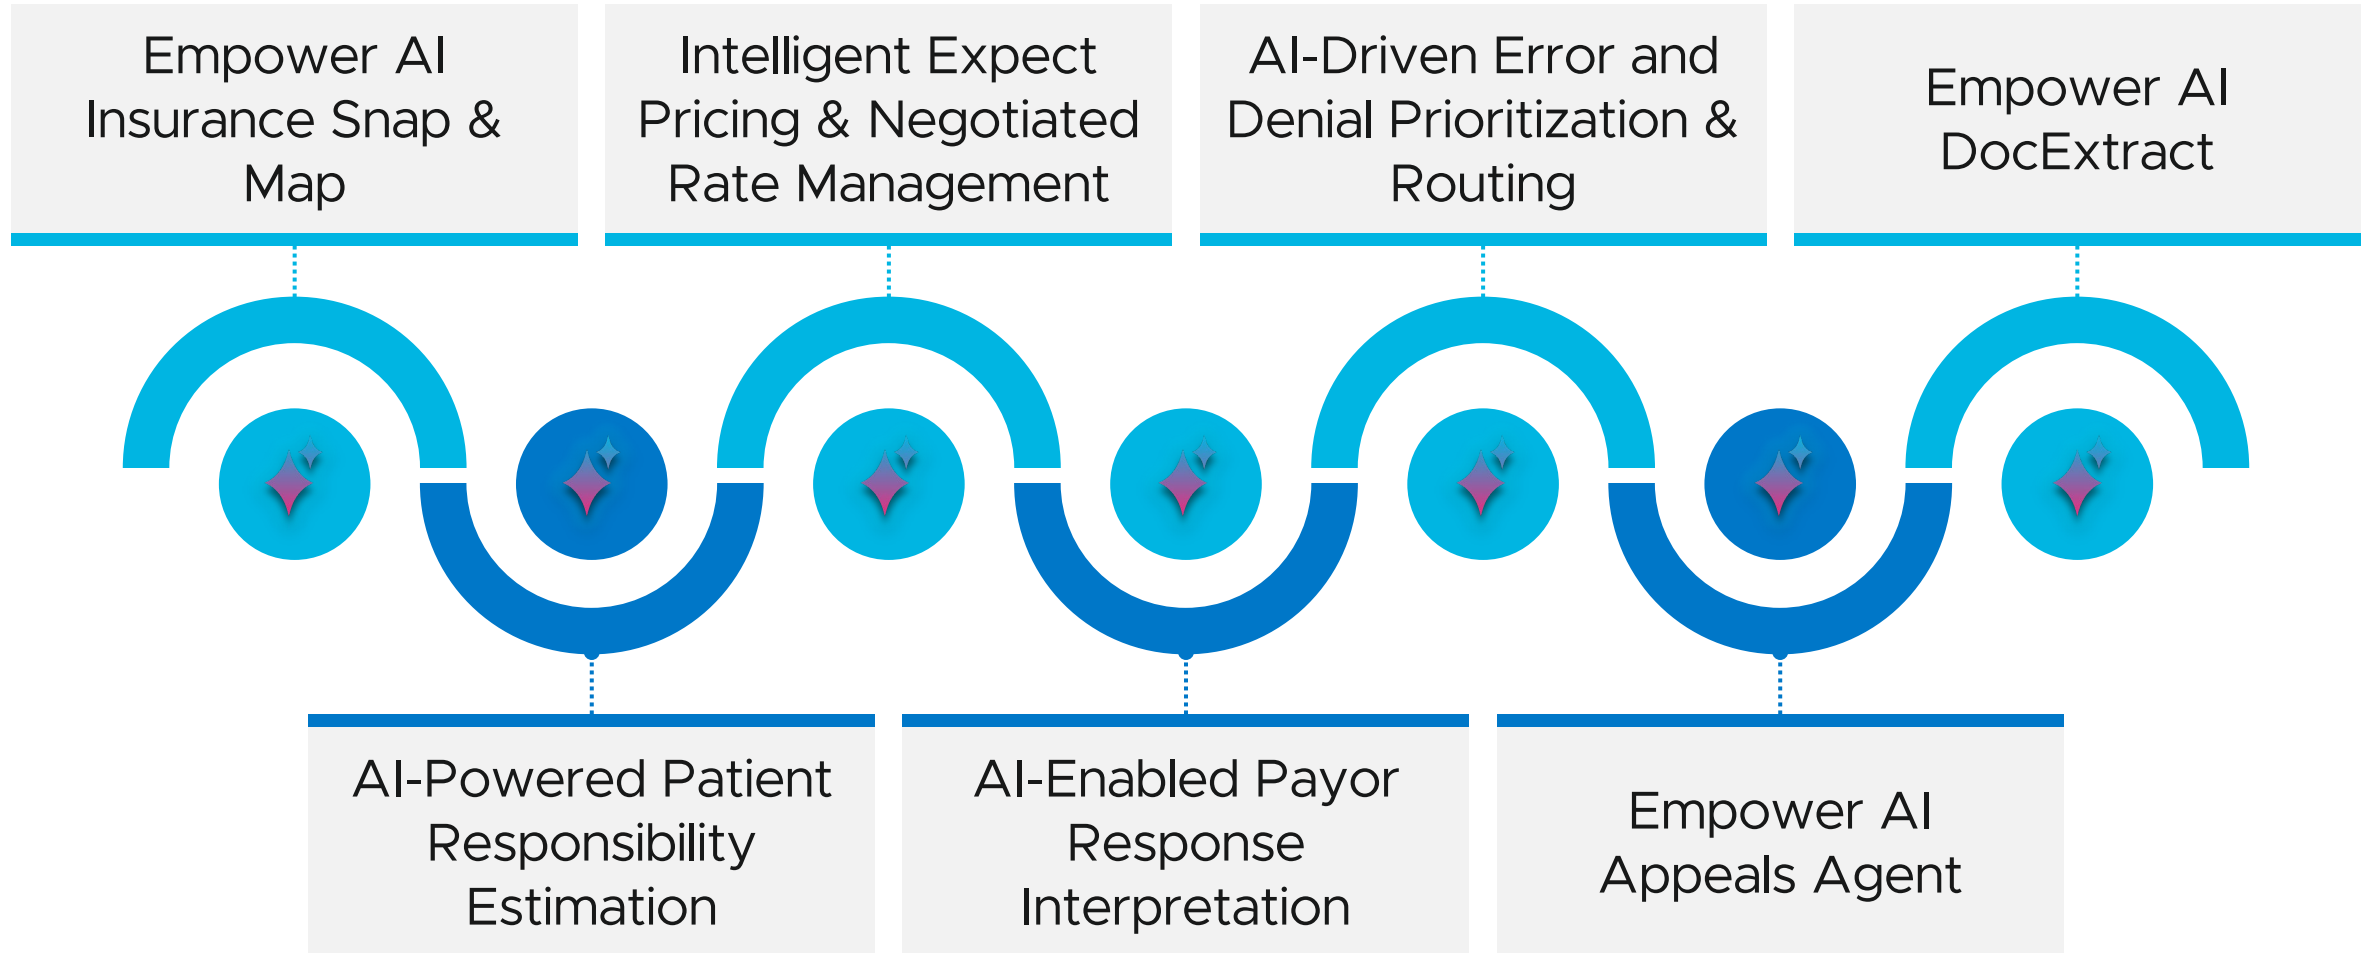 Empower AI
Insurance Snap &
Map
Intelligent Expect
Pricing & Negotiated
Rate Management
AI-Driven Error and
Denial Prioritization &
Routing
Empower AI
DocExtract
AI-Powered Patient
Responsibility
Estimation
AI-Enabled Payor
Response
Interpretation
Empower AI
Appeals Agent